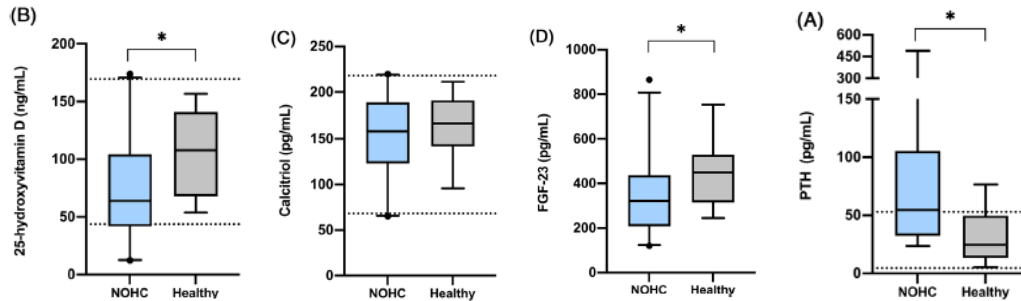 (B)
25-hydroxyvitamin D (ng/mL)
200
150
100
50
0
*
NOHC Healthy
(C)
Calcitriol (pg/mL)
250
200
150
100
50
0
NOHC Healthy
(D)
FGF-23 (pg/mL)
1000
800
600
400
200
0
*
NOHC Healthy
(A)
PTH (pg/mL)
600
500
400
300
150
100
50
0
*
NOHC Healthy